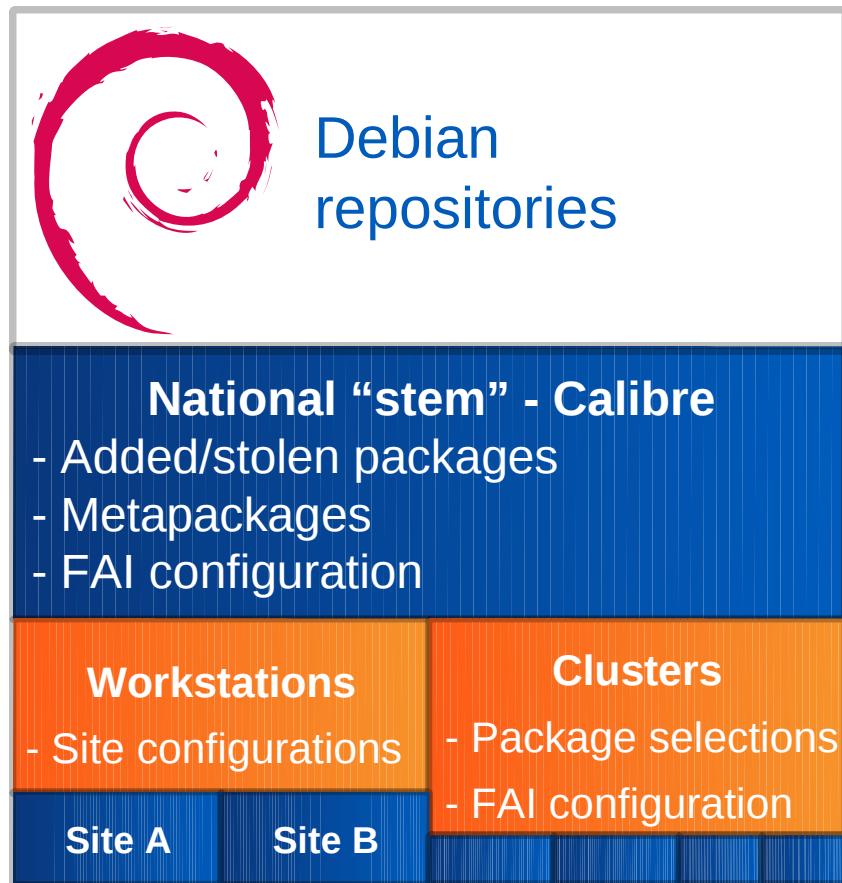 Debian
repositories
National “stem” - Calibre
- Added/stolen packages
- Metapackages
- FAI configuration
Workstations
- Site configurations
Clusters
- Package selections
- FAI configuration
Site A
Site B